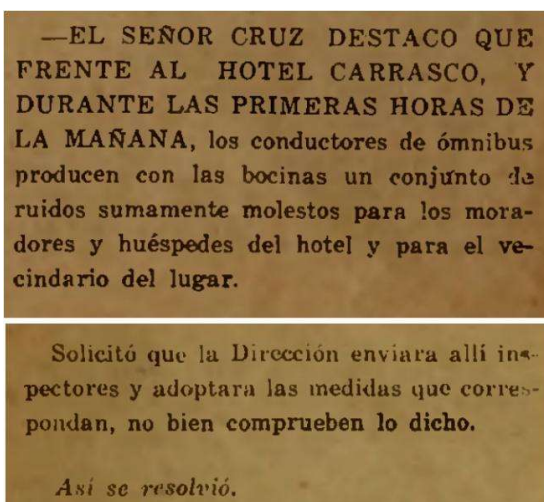 —EL SEÑOR CRUZ DESTACO QUE
FRENTE AL HOTEL CARRASCO, Y
DURANTE LAS PRIMERAS HORAS DE
LA MAÑANA, los conductores de ómnibus
producen con las bocinas un conjunto de
ruidos sumamente molestos para los mora-
dores y huéspedes del hotel y para el ve-
cindario del lugar.
Solicitó que la Dirección enviara allí ins-
pectores y adoptara las medidas que corres-
pondan, no bien comprueben lo dicho.
Así se resolvió.